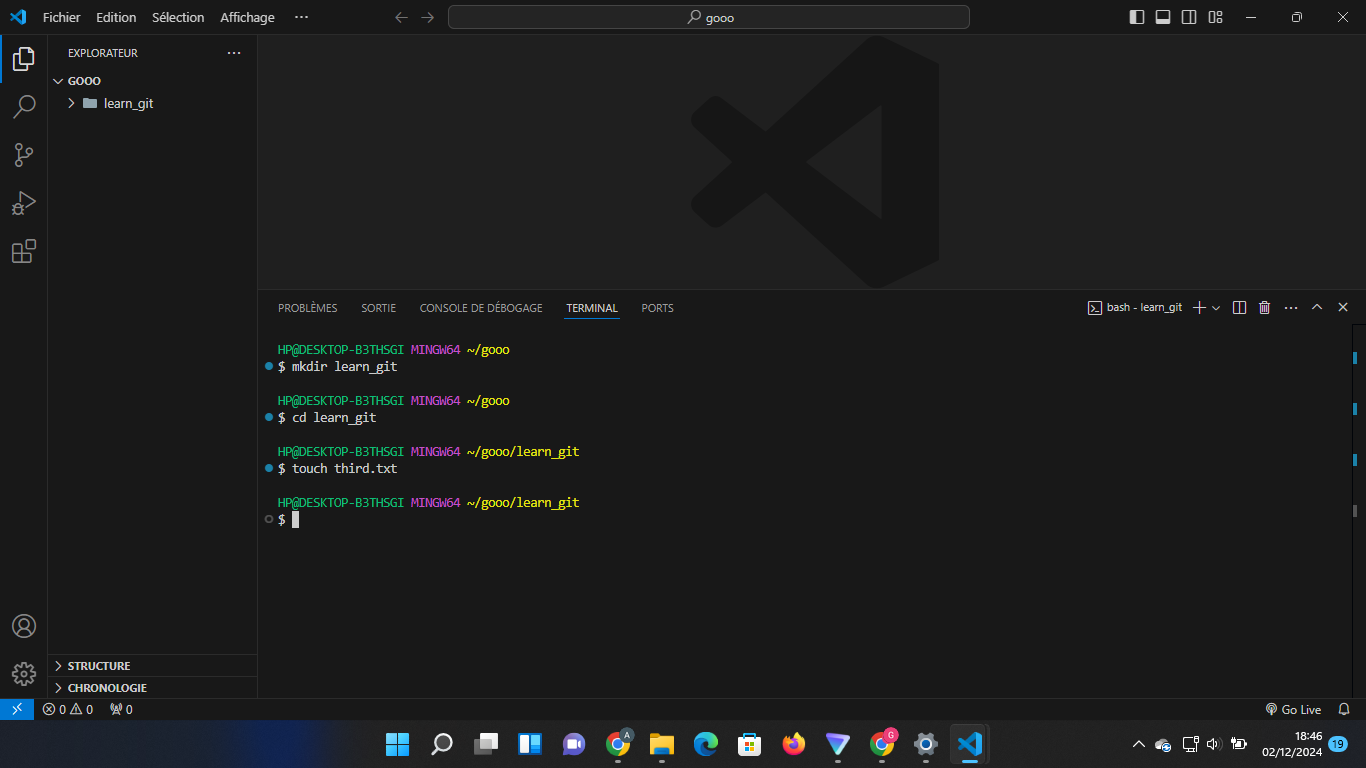 Fichier Edition Sélection Affichage ··· gooo
EXPLORATEUR ···
GOOO
learn_git
PROBLÈMES SORTIE CONSOLE DE DÉBOGAGE TERMINAL PORTS bash - learn_git ···
HP@DESKTOP-B3THSGI MINGW64 ~/gooo
$ mkdir learn_git
HP@DESKTOP-B3THSGI MINGW64 ~/gooo
$ cd learn_git
HP@DESKTOP-B3THSGI MINGW64 ~/gooo/learn_git
$ touch third.txt
HP@DESKTOP-B3THSGI MINGW64 ~/gooo/learn_git
$
STRUCTURE
CHRONOLOGIE
0 0 0 Go Live
A G 18:46
02/12/2024 19